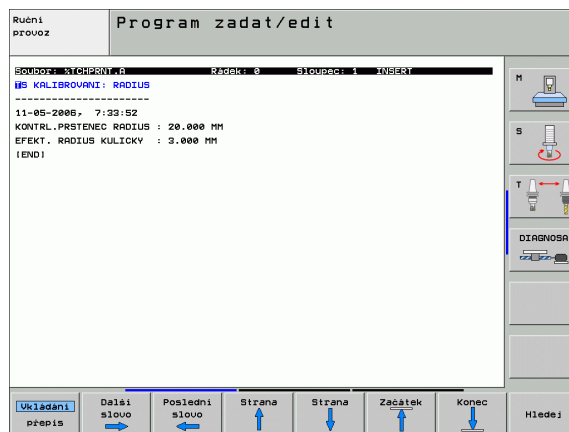 Ruční
provoz
Program zadat/edit
Soubor: %TCHPRNT.A Rádek: 0 Sloupec: 1 INSERT
TS KALIBROVANI: RADIUS
----------------------
11-05-2006, 7:33:52
KONTRL.PRSTENEC RADIUS : 20.000 MM
EFEKT. RADIUS KULICKY : 3.000 MM
[END]
M
S
T
DIAGNOSA
Vkládání
přepis
Další
slovo
Poslední
slovo
Strana
Strana
Začátek
Konec
Hledej